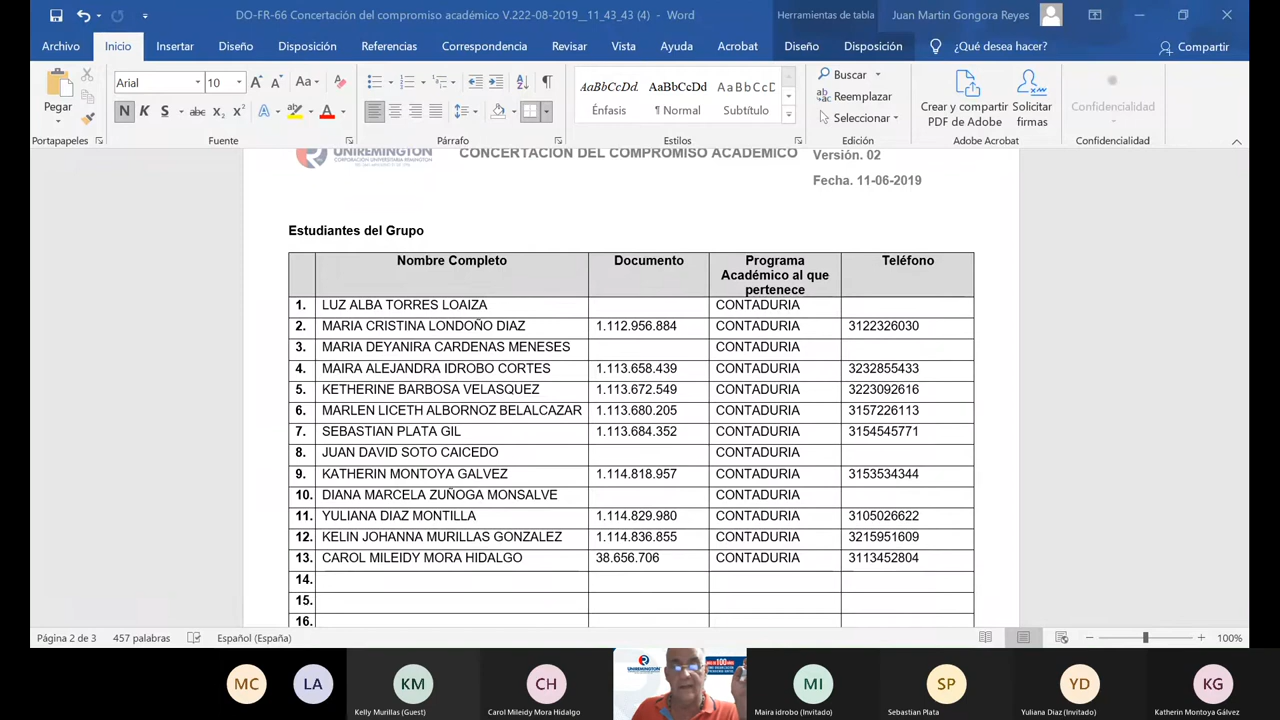 DO-FR-66 Concertación del compromiso académico V.222-08-2019__11_43_43 (4) - Word
Herramientas de tabla
Juan Martin Gongora Reyes
Archivo Inicio Insertar Diseño Disposición Referencias Correspondencia Revisar Vista Ayuda Acrobat Diseño Disposición ¿Qué desea hacer? Compartir
Pegar
Arial 10 Aa
N K S abc x₂ x² A A
AaBbCcDd. AaBbCcDd AaBbCcD
Énfasis ¶ Normal Subtítulo
Buscar
Reemplazar
Seleccionar
Crear y compartir PDF de Adobe
Solicitar firmas
Confidencialidad
Portapapeles Fuente Párrafo Estilos Edición Adobe Acrobat Confidencialidad
UNIREMINGTON
CORPORACIÓN UNIVERSITARIA REMINGTON
CONCERTACIÓN DEL COMPROMISO ACADÉMICO
Versión. 02
Fecha. 11-06-2019
Estudiantes del Grupo
Nombre Completo Documento Programa Académico al que pertenece Teléfono
1. LUZ ALBA TORRES LOAIZA CONTADURIA
2. MARIA CRISTINA LONDOÑO DIAZ 1.112.956.884 CONTADURIA 3122326030
3. MARIA DEYANIRA CARDENAS MENESES CONTADURIA
4. MAIRA ALEJANDRA IDROBO CORTES 1.113.658.439 CONTADURIA 3232855433
5. KETHERINE BARBOSA VELASQUEZ 1.113.672.549 CONTADURIA 3223092616
6. MARLEN LICETH ALBORNOZ BELALCAZAR 1.113.680.205 CONTADURIA 3157226113
7. SEBASTIAN PLATA GIL 1.113.684.352 CONTADURIA 3154545771
8. JUAN DAVID SOTO CAICEDO CONTADURIA
9. KATHERIN MONTOYA GALVEZ 1.114.818.957 CONTADURIA 3153534344
10. DIANA MARCELA ZUÑOGA MONSALVE CONTADURIA
11. YULIANA DIAZ MONTILLA 1.114.829.980 CONTADURIA 3105026622
12. KELIN JOHANNA MURILLAS GONZALEZ 1.114.836.855 CONTADURIA 3215951609
13. CAROL MILEIDY MORA HIDALGO 38.656.706 CONTADURIA 3113452804
14.
15.
16.
Página 2 de 3 457 palabras Español (España) 100%
MC LA KM CH MI SP YD KG
UNIREMINGTON
DE 100 AÑOS
Kelly Murillas (Guest) Carol Mileidy Mora Hidalgo Maira idrobo (Invitado) Sebastian Plata Yuliana Diaz (Invitado) Katherin Montoya Gálvez